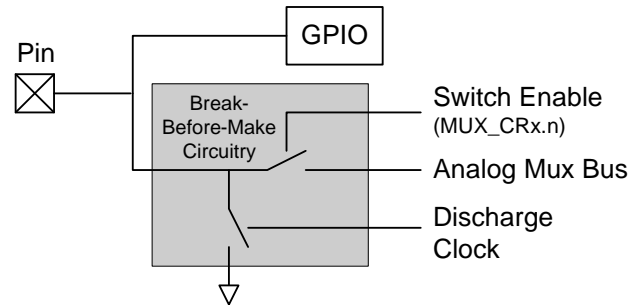 GPIO
Pin
Break-
Before-Make
Circuitry
Switch Enable
(MUX_CRx.n)
Analog Mux Bus
Discharge
Clock